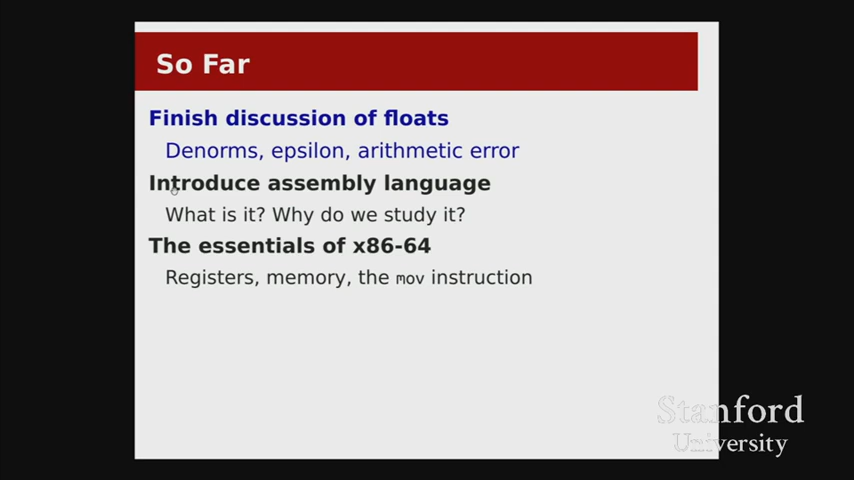 So Far
Finish discussion of floats
Denorms, epsilon, arithmetic error
Introduce assembly language
What is it? Why do we study it?
The essentials of x86-64
Registers, memory, the mov instruction
Stanford
University